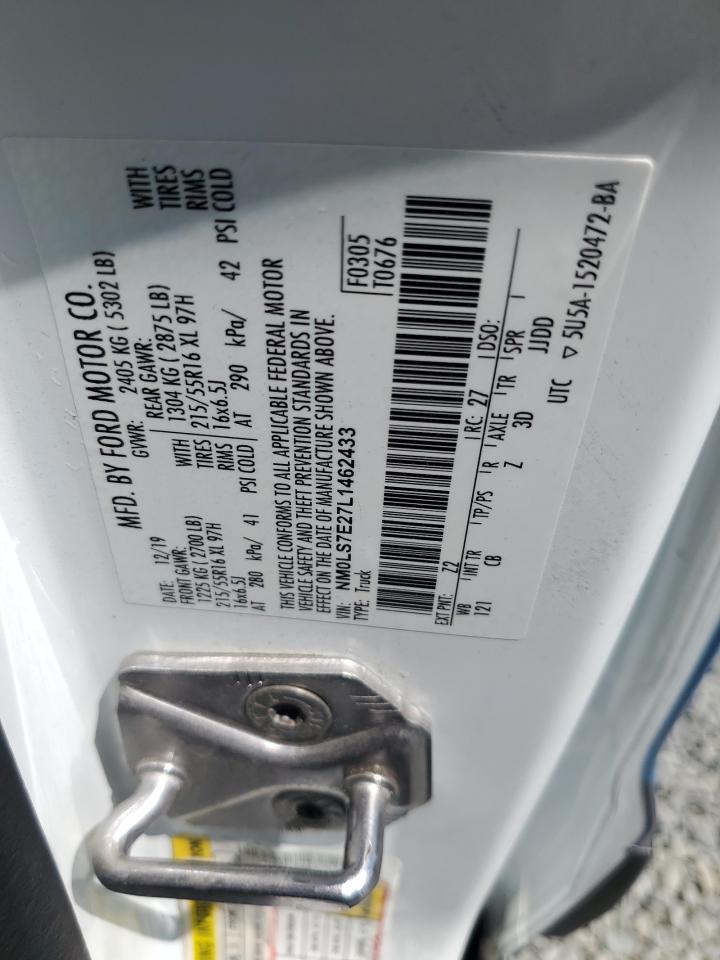 MFD. BY FORD MOTOR CO.
DATE: 12/19 GVWR: 2405 KG ( 5302 LB)
FRONT GAWR: REAR GAWR:
1225 KG ( 2700 LB) WITH 1304 KG ( 2875 LB) WITH
215/55R16 XL 97H TIRES 215/55R16 XL 97H TIRES
16x6.5J RIMS 16x6.5J RIMS
AT 280 kPa/ 41 PSI COLD AT 290 kPa/ 42 PSI COLD
THIS VEHICLE CONFORMS TO ALL APPLICABLE FEDERAL MOTOR
VEHICLE SAFETY AND THEFT PREVENTION STANDARDS IN
EFFECT ON THE DATE OF MANUFACTURE SHOWN ABOVE.
VIN: NM0LS7E27L1462433 F0305
TYPE: Truck T0676
EXT PNT: Z2 RC: 27 DSO:
WB INT TR TP/PS R AXLE TR SPR
121 CB Z 3D JJDD
UTC ▽ 5U5A-1520472-BA